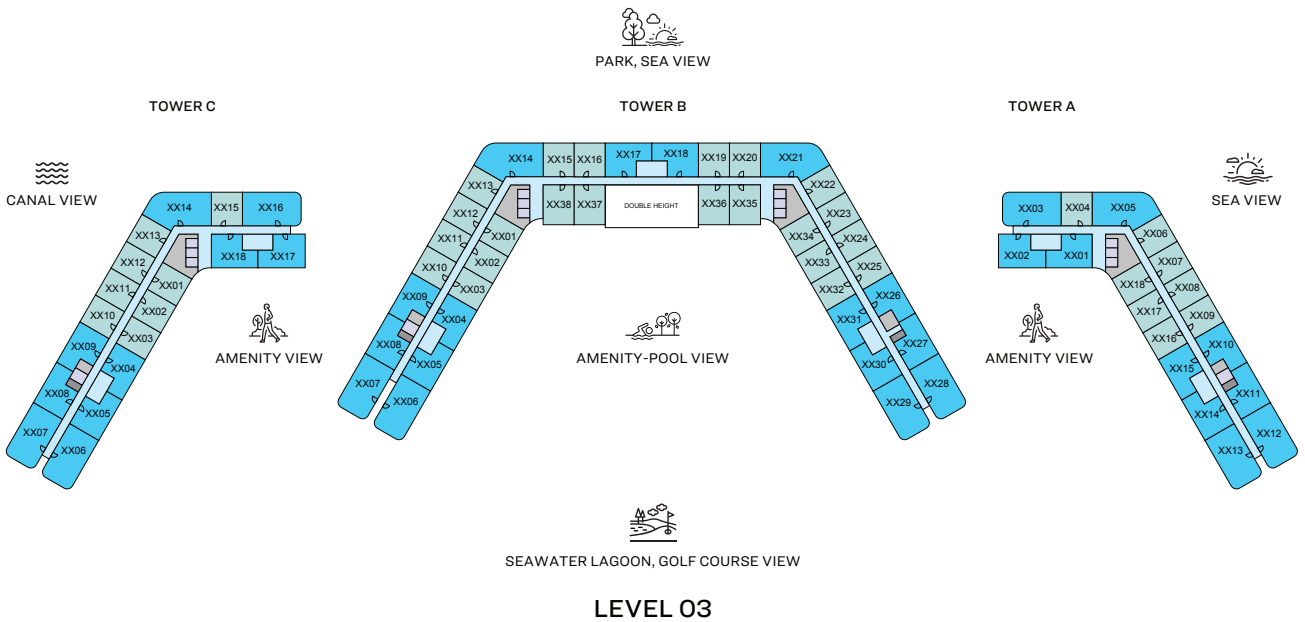 PARK, SEA VIEW
TOWER C
TOWER B
TOWER A
CANAL VIEW
SEA VIEW
XX14
XX15
XX16
XX13
XX18
XX17
XX12
XX01
XX11
XX02
XX10
XX03
XX09
XX04
XX08
XX05
XX07
XX06
AMENITY VIEW
XX14
XX15
XX16
XX17
XX18
XX19
XX20
XX21
XX13
XX22
XX38
XX37
DOUBLE HEIGHT
XX36
XX35
XX12
XX23
XX01
XX34
XX11
XX24
XX02
XX33
XX10
XX25
XX03
XX32
XX09
XX26
XX04
XX31
XX08
XX27
XX05
XX30
XX07
XX28
XX06
XX29
AMENITY-POOL VIEW
XX03
XX04
XX05
XX02
XX01
XX06
XX07
XX18
XX08
XX17
XX09
XX16
XX10
XX15
XX11
XX14
XX12
XX13
AMENITY VIEW
SEAWATER LAGOON, GOLF COURSE VIEW
LEVEL 03